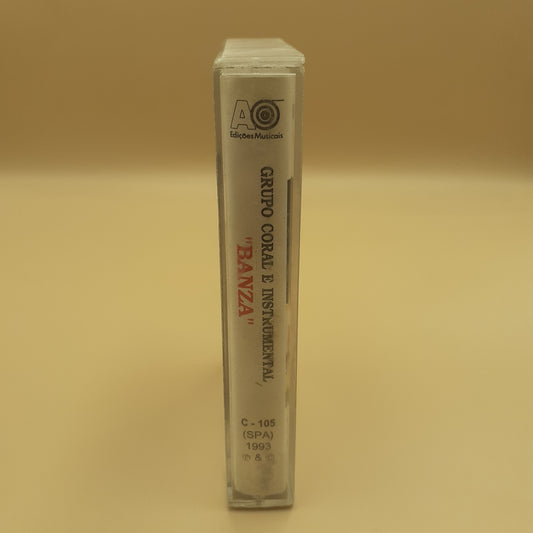 AO
Edições Musicais
GRUPO CORAL E INSTRUMENTAL,
"BANZA"
C - 105
(SPA)
1993
℗ & ©